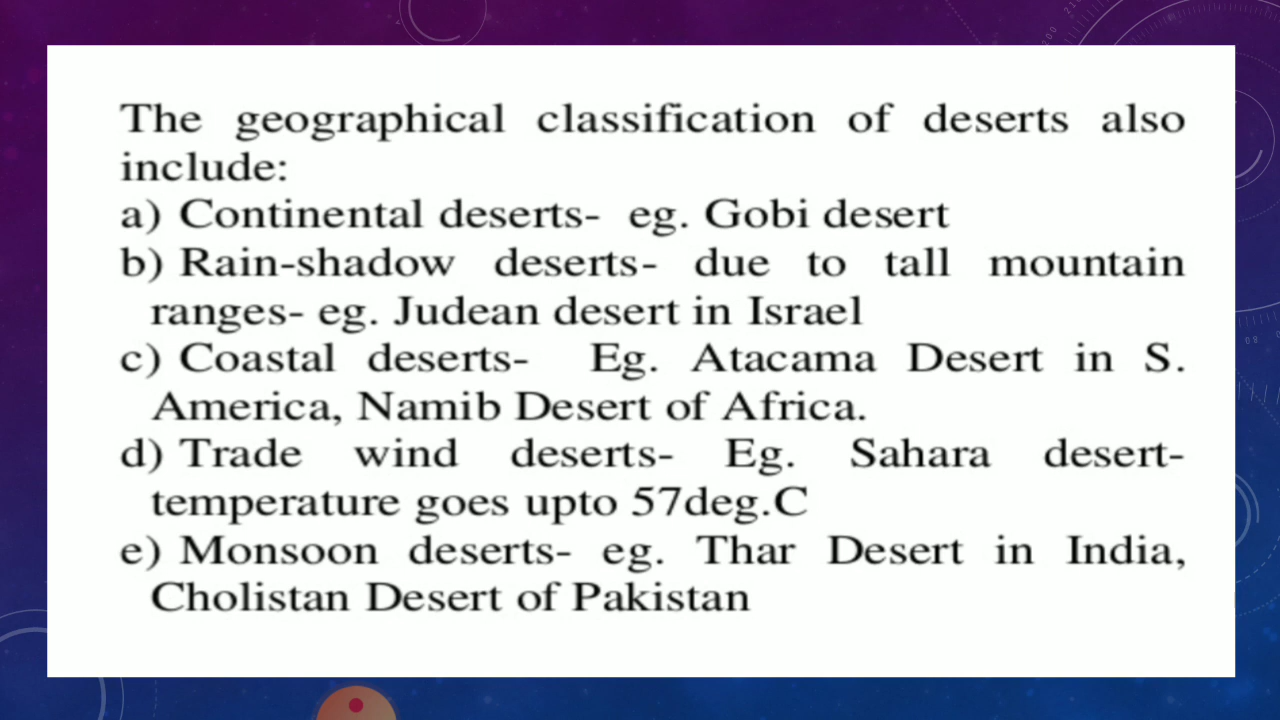 The geographical classification of deserts also
include:
a) Continental deserts- eg. Gobi desert
b) Rain-shadow deserts- due to tall mountain
ranges- eg. Judean desert in Israel
c) Coastal deserts- Eg. Atacama Desert in S.
America, Namib Desert of Africa.
d) Trade wind deserts- Eg. Sahara desert-
temperature goes upto 57deg.C
e) Monsoon deserts- eg. Thar Desert in India,
Cholistan Desert of Pakistan